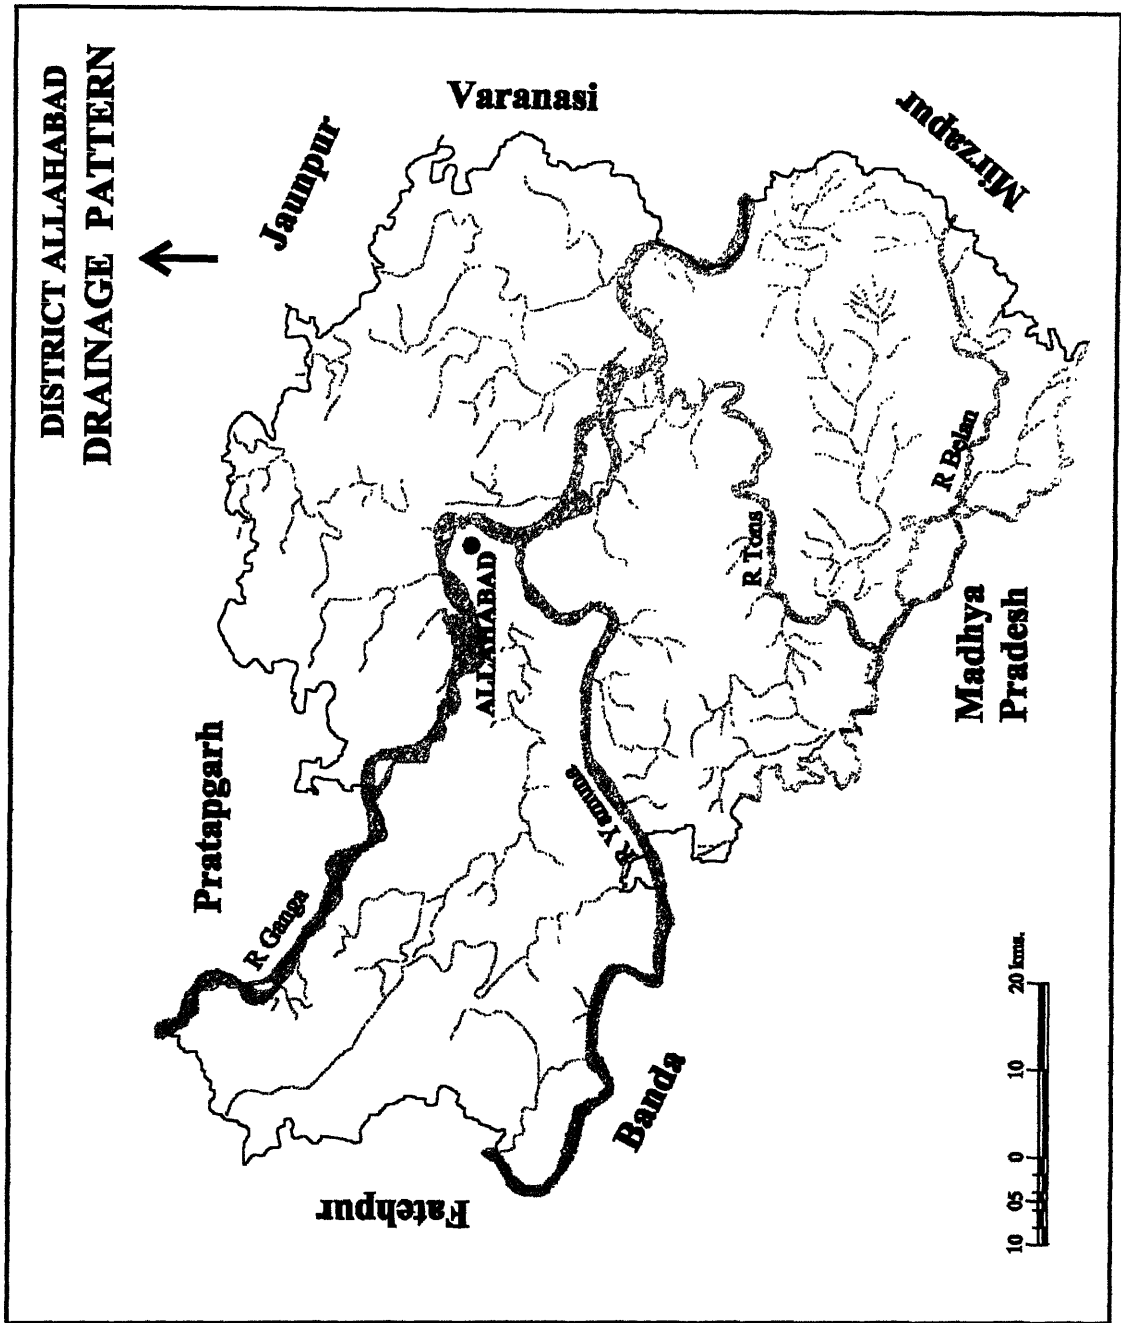 DISTRICT ALLAHABAD
DRAINAGE PATTERN
Jaunpur
Varanasi
Mirzapur
Pratapgarh
R Ganga
ALLAHABAD
R Yamuna
R Tons
R Belan
Madhya
Pradesh
Banda
Fatehpur
10 05 0 10 20 kms.